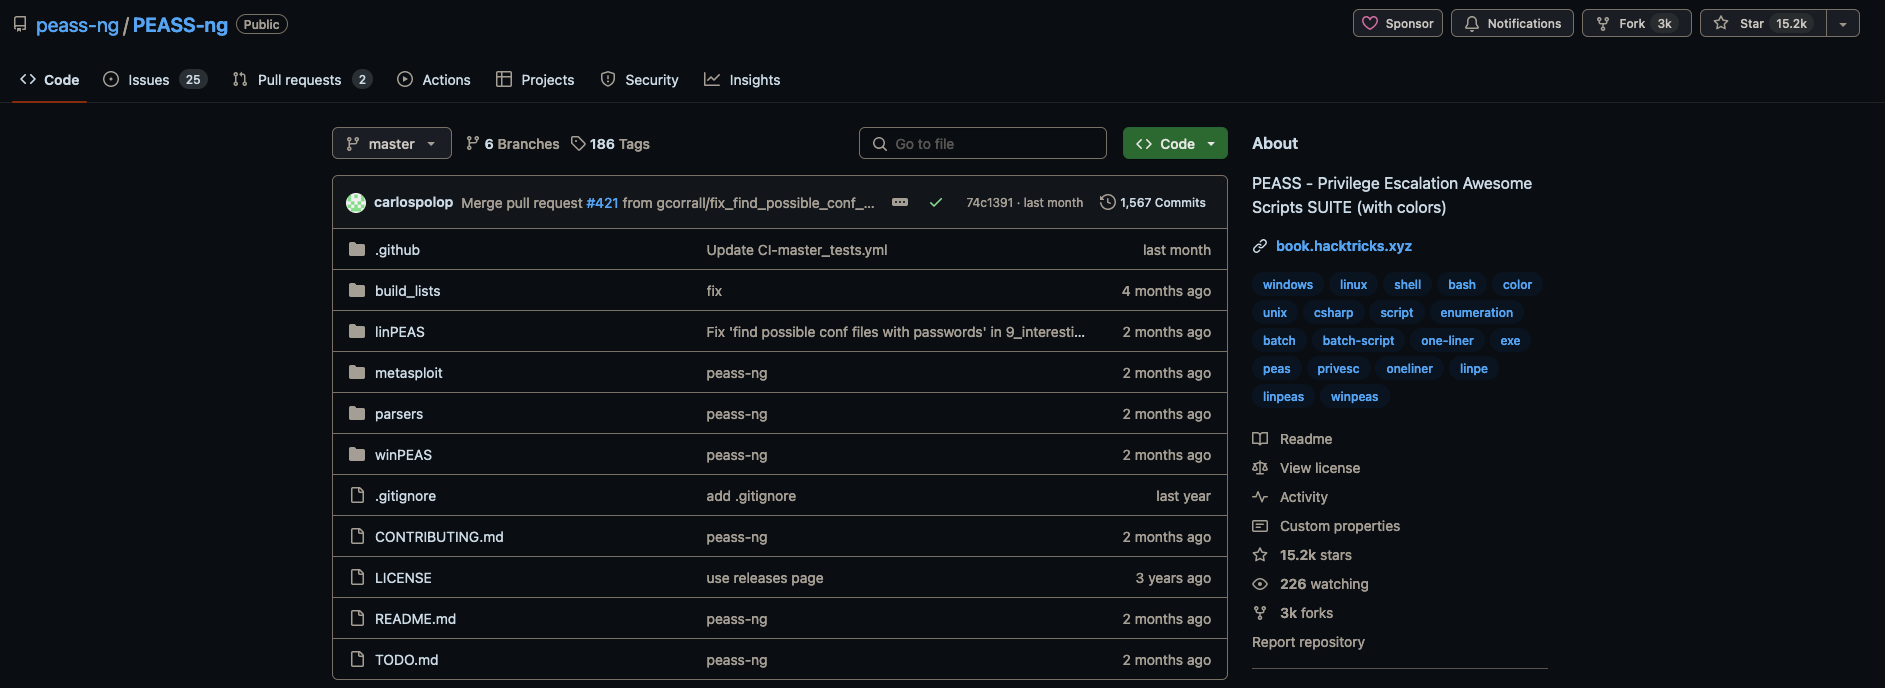 peass-ng / PEASS-ng Public
Sponsor Notifications Fork 3k Star 15.2k
Code Issues 25 Pull requests 2 Actions Projects Security Insights
master 6 Branches 186 Tags Go to file Code
carlospolop Merge pull request #421 from gcorrall/fix_find_possible_conf_... 74c1391 · last month 1,567 Commits
.github Update CI-master_tests.yml last month
build_lists fix 4 months ago
linPEAS Fix 'find possible conf files with passwords' in 9_interesti... 2 months ago
metasploit peass-ng 2 months ago
parsers peass-ng 2 months ago
winPEAS peass-ng 2 months ago
.gitignore add .gitignore last year
CONTRIBUTING.md peass-ng 2 months ago
LICENSE use releases page 3 years ago
README.md peass-ng 2 months ago
TODO.md peass-ng 2 months ago
About
PEASS - Privilege Escalation Awesome
Scripts SUITE (with colors)
book.hacktricks.xyz
windows linux shell bash color
unix csharp script enumeration
batch batch-script one-liner exe
peas privesc oneliner linpe
linpeas winpeas
Readme
View license
Activity
Custom properties
15.2k stars
226 watching
3k forks
Report repository